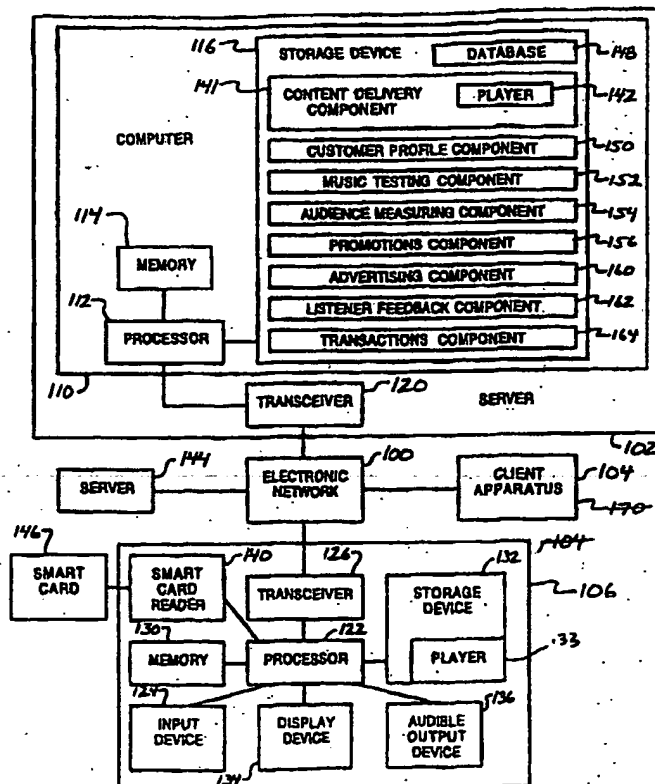 116
STORAGE DEVICE
DATABASE
148
141
CONTENT DELIVERY
COMPONENT
PLAYER
142
COMPUTER
CUSTOMER PROFILE COMPONENT
150
MUSIC TESTING COMPONENT
152
114
AUDIENCE MEASURING COMPONENT
154
MEMORY
PROMOTIONS COMPONENT
156
ADVERTISING COMPONENT
160
112
LISTENER FEEDBACK COMPONENT
162
PROCESSOR
TRANSACTIONS COMPONENT
164
110
120
TRANSCEIVER
SERVER
102
144
100
SERVER
ELECTRONIC
NETWORK
CLIENT
APPARATUS
104
170
146
140
126
132
104
SMART
CARD
SMART
CARD
READER
TRANSCEIVER
STORAGE
DEVICE
106
130
122
MEMORY
PROCESSOR
PLAYER
133
124
136
INPUT
DEVICE
DISPLAY
DEVICE
AUDIBLE
OUTPUT
DEVICE
134